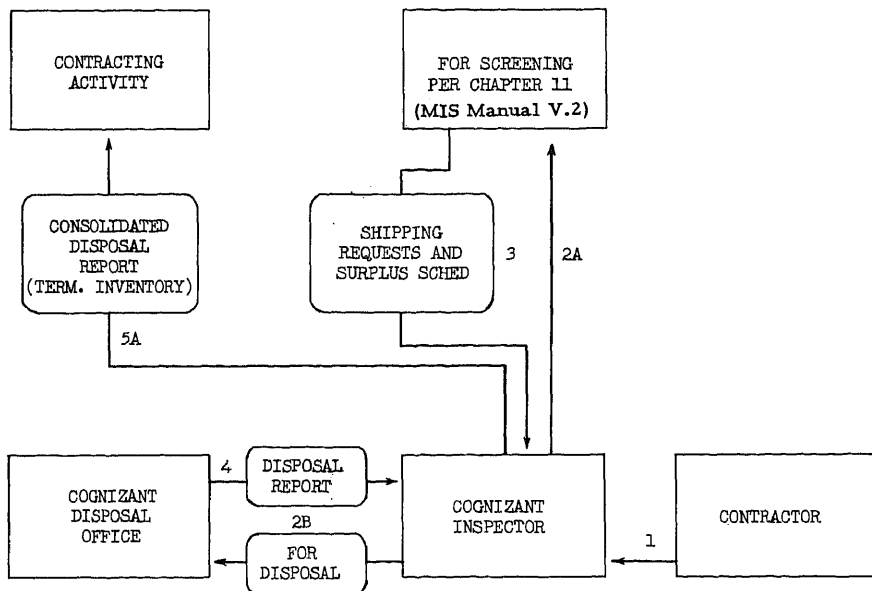 CONTRACTING
ACTIVITY
FOR SCREENING
PER CHAPTER 11
(MIS Manual V.2)
CONSOLIDATED
DISPOSAL
REPORT
(TERM. INVENTORY)
SHIPPING
REQUESTS AND
SURPLUS SCHED
3
2A
5A
COGNIZANT
DISPOSAL
OFFICE
4
DISPOSAL
REPORT
2B
FOR
DISPOSAL
COGNIZANT
INSPECTOR
1
CONTRACTOR